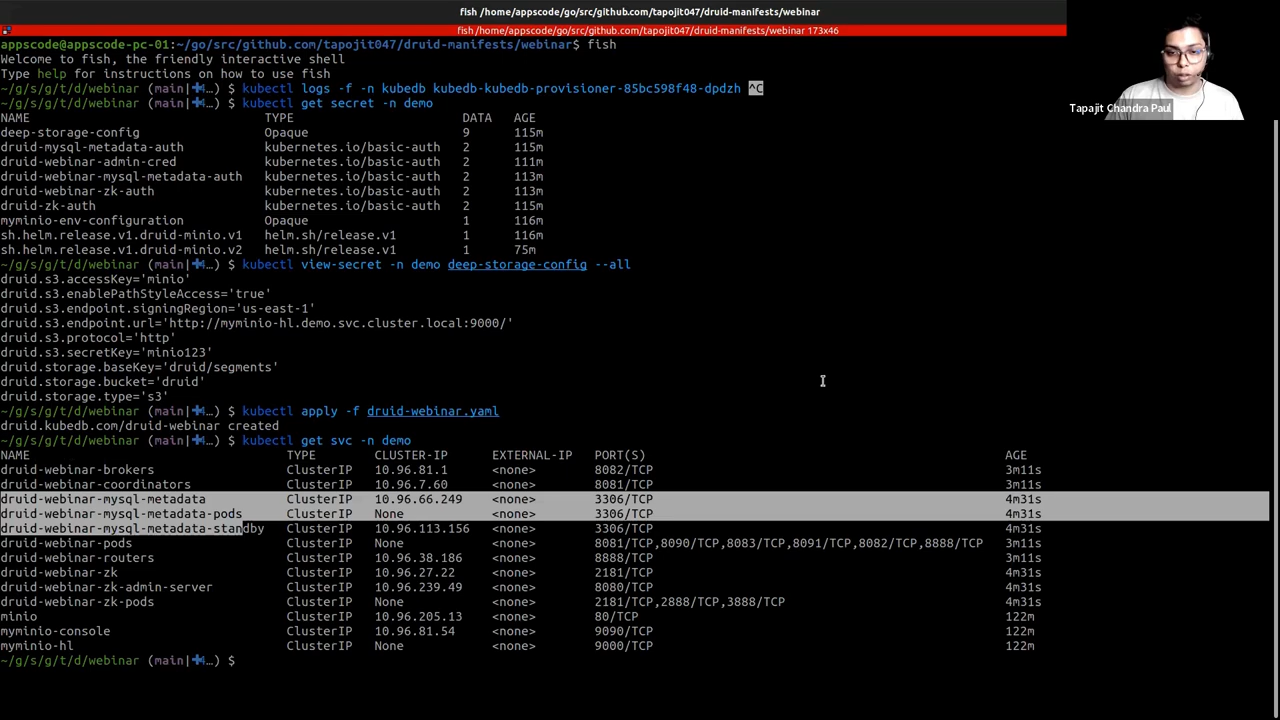 fish /home/appscode/go/src/github.com/tapojit047/druid-manifests/webinar
fish /home/appscode/go/src/github.com/tapojit047/druid-manifests/webinar 173x46
appscode@appscode-pc-01:~/go/src/github.com/tapojit047/druid-manifests/webinar$ fish
Welcome to fish, the friendly interactive shell
Type help for instructions on how to use fish
~/g/s/g/t/d/webinar (main|✚4…) $ kubectl logs -f -n kubedb kubedb-kubedb-provisioner-85bc598f48-dpdzh ^C
~/g/s/g/t/d/webinar (main|✚4…) $ kubectl get secret -n demo
NAME TYPE DATA AGE
deep-storage-config Opaque 9 115m
druid-mysql-metadata-auth kubernetes.io/basic-auth 2 115m
druid-webinar-admin-cred kubernetes.io/basic-auth 2 111m
druid-webinar-mysql-metadata-auth kubernetes.io/basic-auth 2 113m
druid-webinar-zk-auth kubernetes.io/basic-auth 2 113m
druid-zk-auth kubernetes.io/basic-auth 2 115m
myminio-env-configuration Opaque 1 116m
sh.helm.release.v1.druid-minio.v1 helm.sh/release.v1 1 116m
sh.helm.release.v1.druid-minio.v2 helm.sh/release.v1 1 75m
~/g/s/g/t/d/webinar (main|✚4…) $ kubectl view-secret -n demo deep-storage-config --all
druid.s3.accessKey='minio'
druid.s3.enablePathStyleAccess='true'
druid.s3.endpoint.signingRegion='us-east-1'
druid.s3.endpoint.url='http://myminio-hl.demo.svc.cluster.local:9000/'
druid.s3.protocol='http'
druid.s3.secretKey='minio123'
druid.storage.baseKey='druid/segments'
druid.storage.bucket='druid'
druid.storage.type='s3'
~/g/s/g/t/d/webinar (main|✚4…) $ kubectl apply -f druid-webinar.yaml
druid.kubedb.com/druid-webinar created
~/g/s/g/t/d/webinar (main|✚4…) $ kubectl get svc -n demo
NAME TYPE CLUSTER-IP EXTERNAL-IP PORT(S) AGE
druid-webinar-brokers ClusterIP 10.96.81.1 <none> 8082/TCP 3m11s
druid-webinar-coordinators ClusterIP 10.96.7.60 <none> 8081/TCP 3m11s
druid-webinar-mysql-metadata ClusterIP 10.96.66.249 <none> 3306/TCP 4m31s
druid-webinar-mysql-metadata-pods ClusterIP None <none> 3306/TCP 4m31s
druid-webinar-mysql-metadata-standby ClusterIP 10.96.113.156 <none> 3306/TCP 4m31s
druid-webinar-pods ClusterIP None <none> 8081/TCP,8090/TCP,8083/TCP,8091/TCP,8082/TCP,8888/TCP 3m11s
druid-webinar-routers ClusterIP 10.96.38.186 <none> 8888/TCP 3m11s
druid-webinar-zk ClusterIP 10.96.27.22 <none> 2181/TCP 4m31s
druid-webinar-zk-admin-server ClusterIP 10.96.239.49 <none> 8080/TCP 4m31s
druid-webinar-zk-pods ClusterIP None <none> 2181/TCP,2888/TCP,3888/TCP 4m31s
minio ClusterIP 10.96.205.13 <none> 80/TCP 122m
myminio-console ClusterIP 10.96.81.54 <none> 9090/TCP 122m
myminio-hl ClusterIP None <none> 9000/TCP 122m
~/g/s/g/t/d/webinar (main|✚4…) $
Tapajit Chandra Paul